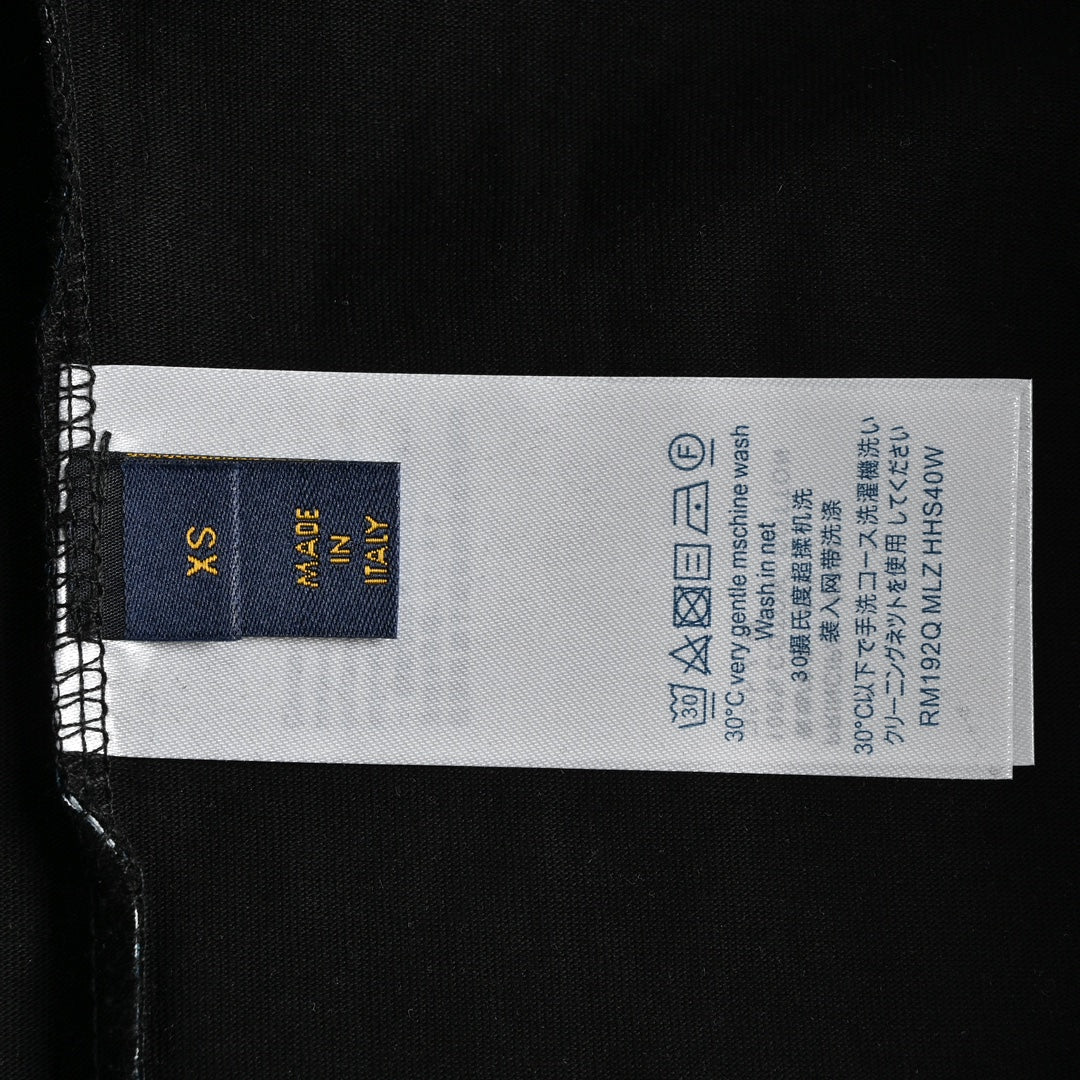 XS
MADE
IN
ITALY
30
F
30°C very gentle mschine wash
Wash in net
30摄氏度超揉机洗
装入网带洗涤
30°C以下で手洗コース洗濯機洗い
クリーニングネットを使用してください
RM192Q MLZ HHS40W